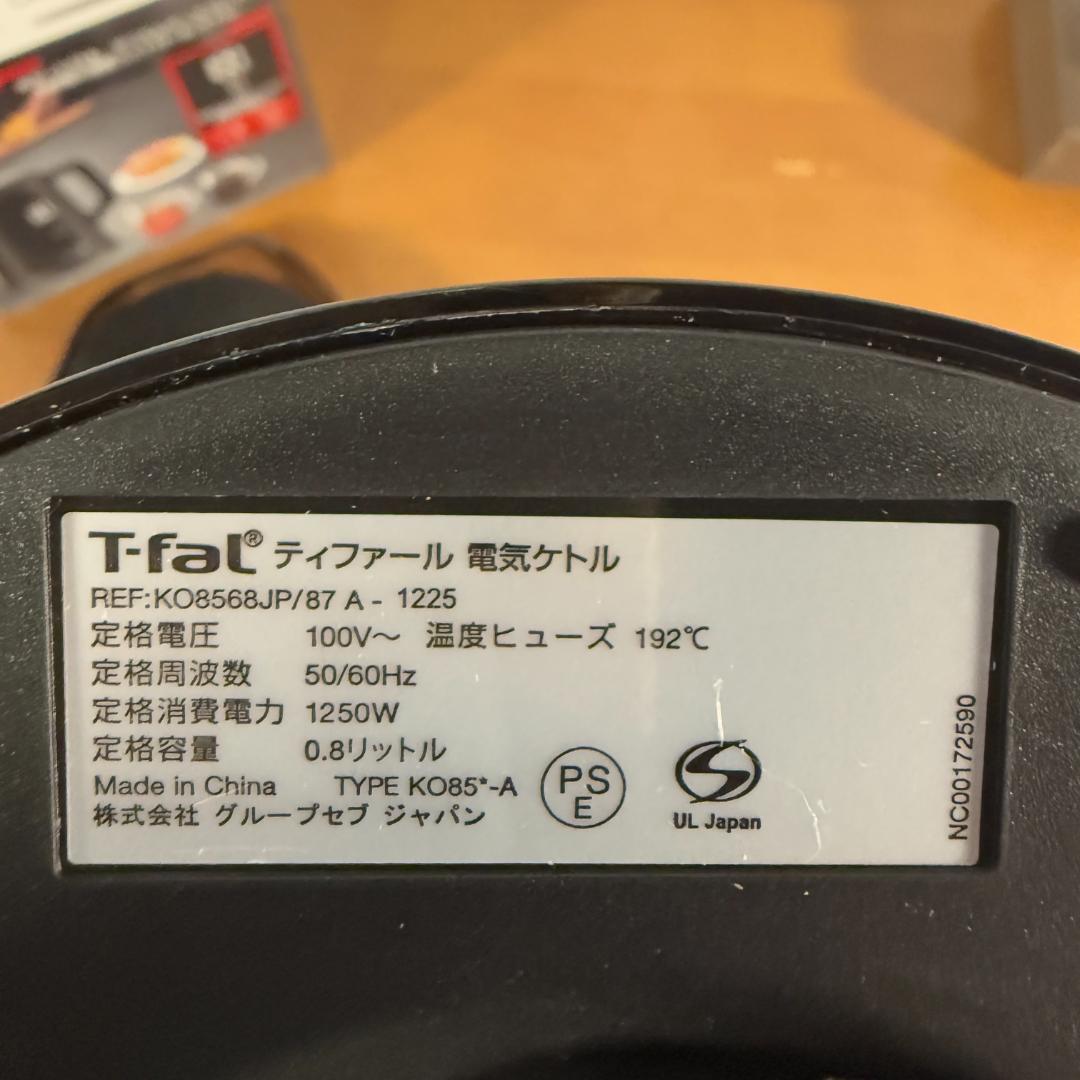 T-fal® ティファール 電気ケトル
REF:KO8568JP/87 A - 1225
定格電圧 100V～ 温度ヒューズ 192℃
定格周波数 50/60Hz
定格消費電力 1250W
定格容量 0.8リットル
Made in China TYPE KO85*-A
株式会社 グループセブ ジャパン
PS
E
UL Japan
NC00172590